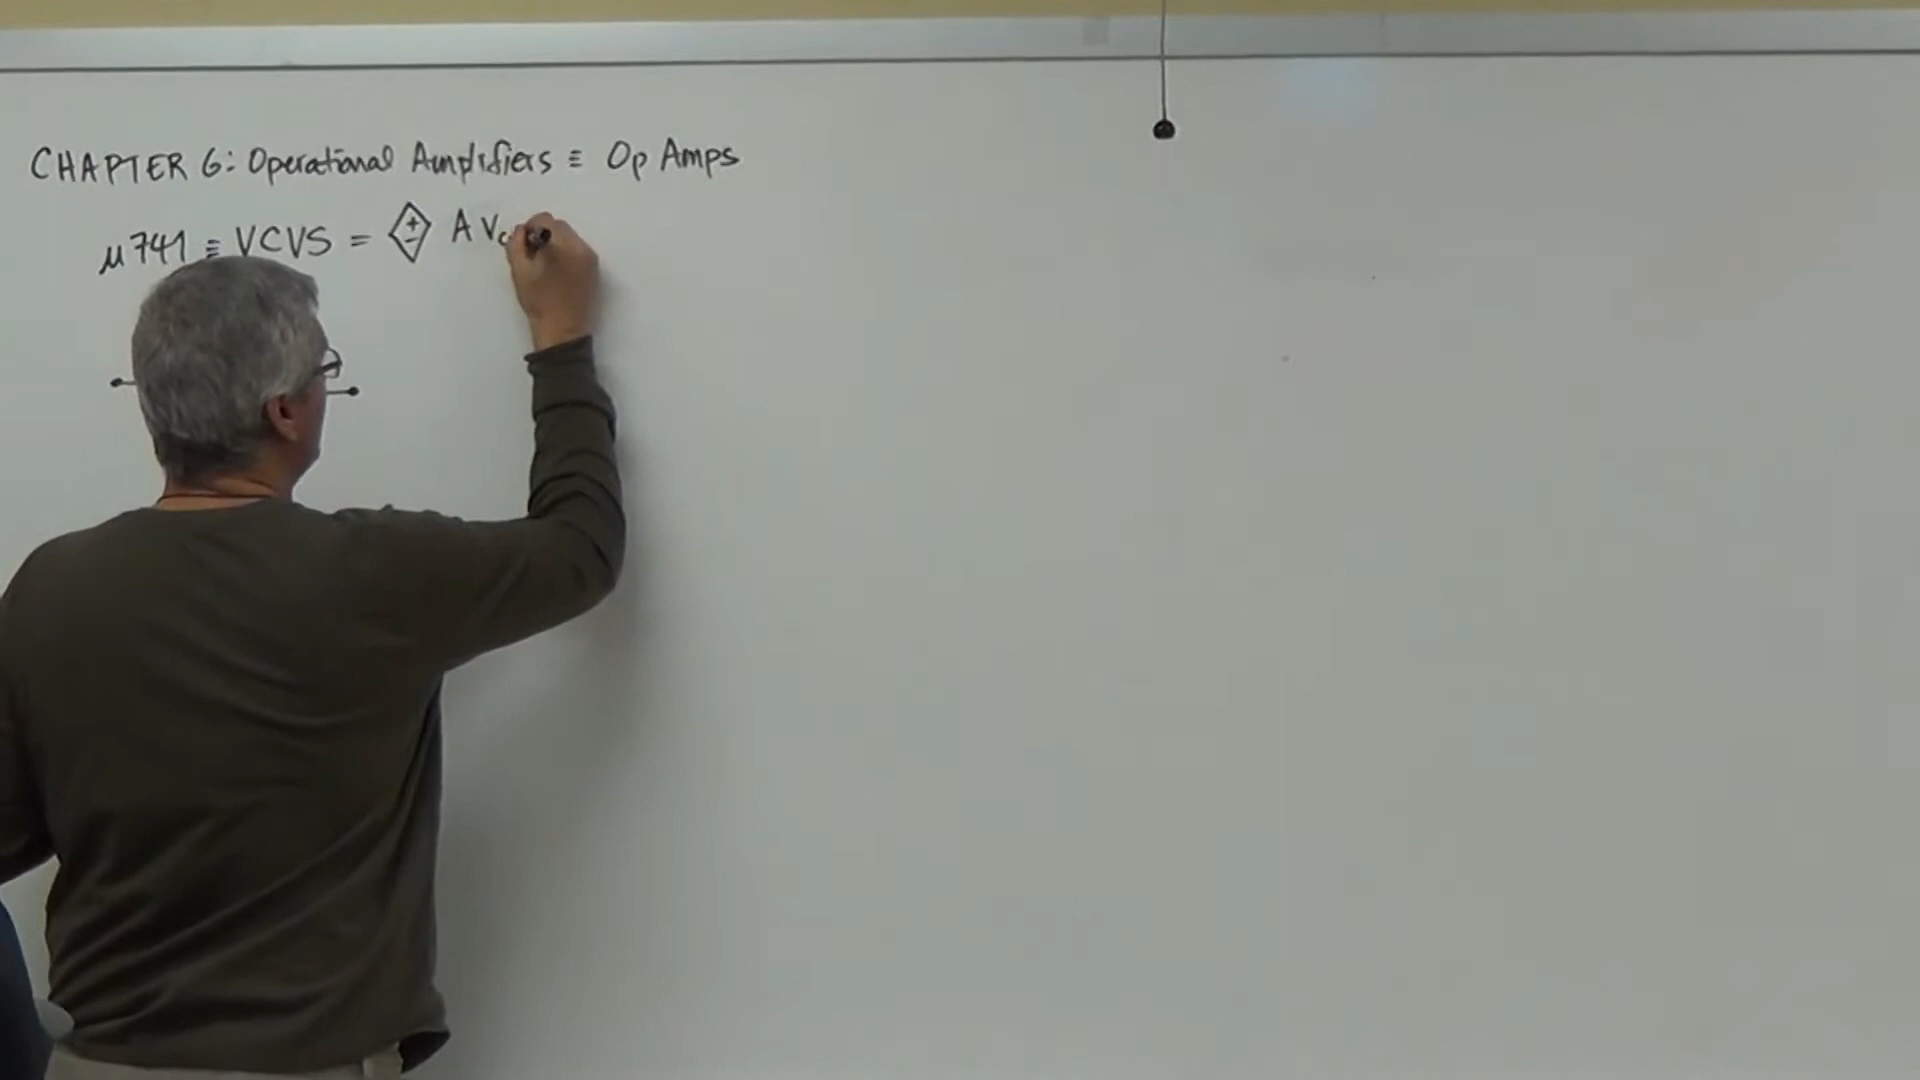 CHAPTER 6: Operational Amplifiers ≡ Op Amps
μ741 ≡ VCVS = + - A V